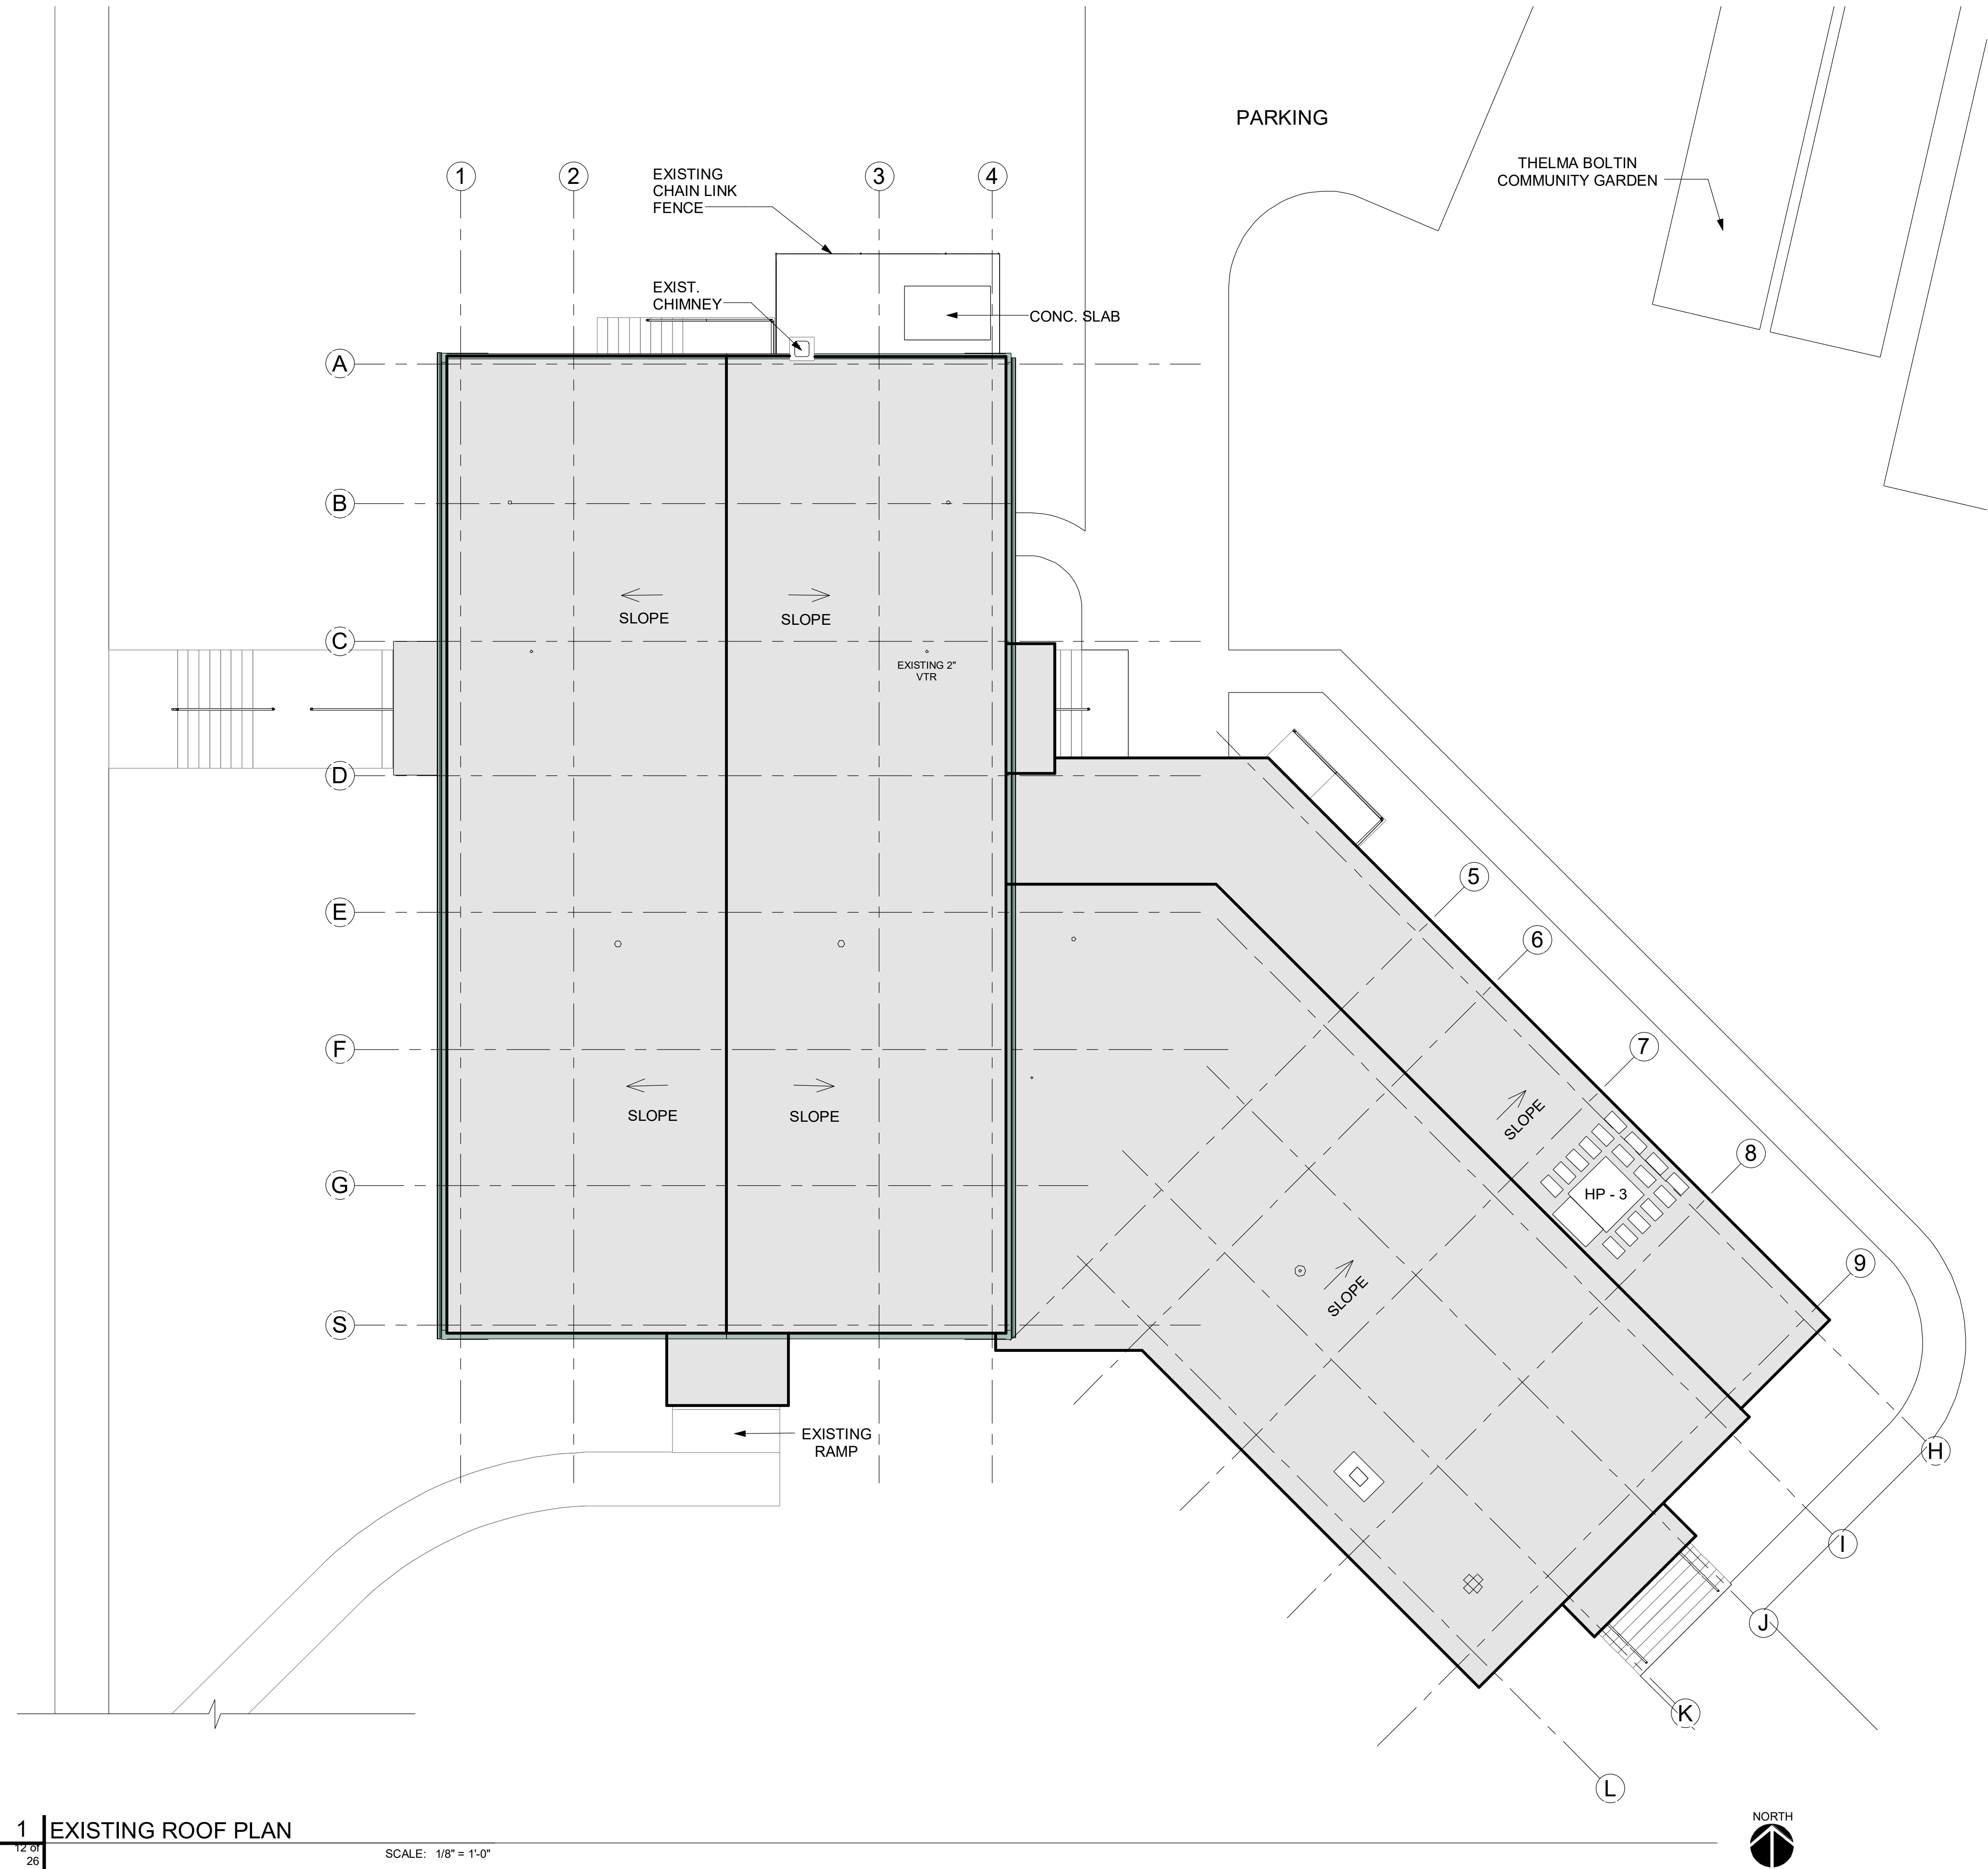 PARKING
THELMA BOLTIN
COMMUNITY GARDEN
1
2
3
4
EXISTING
CHAIN LINK
FENCE
EXIST.
CHIMNEY
CONC. SLAB
A
B
SLOPE
SLOPE
C
EXISTING 2"
VTR
D
5
E
6
F
7
SLOPE
SLOPE
SLOPE
8
G
HP - 3
9
SLOPE
S
EXISTING
RAMP
H
I
J
K
L
NORTH
1
EXISTING ROOF PLAN
12 of
26
SCALE: 1/8" = 1'-0"